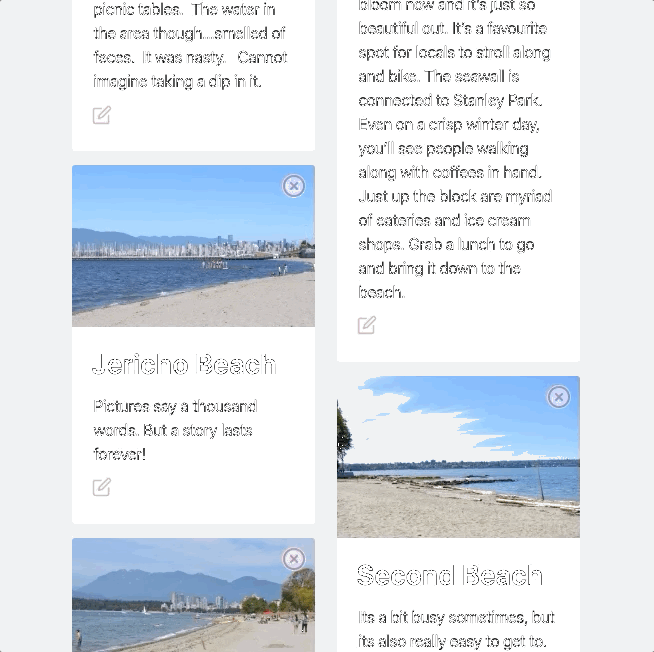 picnic tables. The water in
the area though....smelled of
feces. It was nasty. Cannot
imagine taking a dip in it.
Jericho Beach
Pictures say a thousand
words. But a story lasts
forever!
bloom now and it's just so
beautiful out. It's a favourite
spot for locals to stroll along
and bike. The seawall is
connected to Stanley Park.
Even on a crisp winter day,
you'll see people walking
along with coffees in hand.
Just up the block are myriad
of eateries and ice cream
shops. Grab a lunch to go
and bring it down to the
beach.
Second Beach
Its a bit busy sometimes, but
its also really easy to get to.